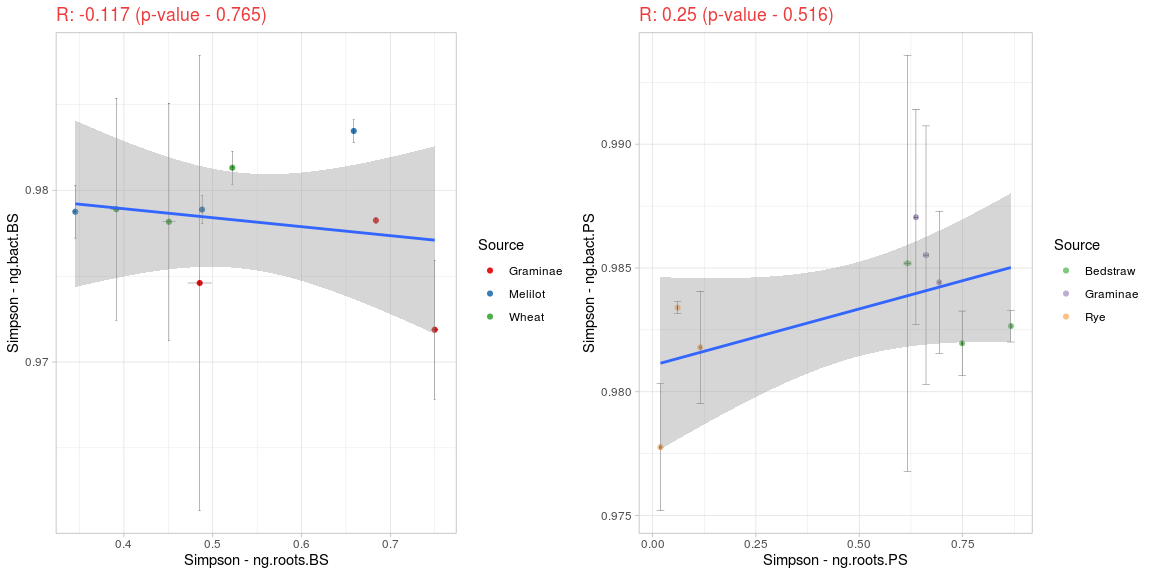 R: -0.117 (p-value - 0.765)
Simpson - ng.bact.BS
0.98
0.97
0.4
0.5
0.6
0.7
Simpson - ng.roots.BS
Source
Graminae
Melilot
Wheat
R: 0.25 (p-value - 0.516)
Simpson - ng.bact.PS
0.990
0.985
0.980
0.975
0.00
0.25
0.50
0.75
Simpson - ng.roots.PS
Source
Bedstraw
Graminae
Rye